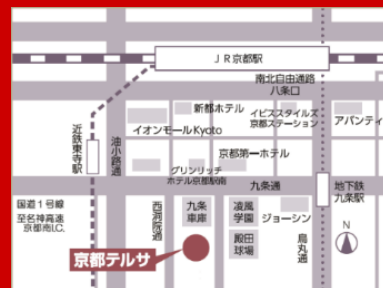 JR京都駅
南北自由通路
八条口
新都ホテル
イビススタイルズ
京都ステーション
アバンティ
イオンモールKyoto
近鉄東寺駅
油小路通
京都第一ホテル
グリンリッチ
ホテル京都駅南
九条通
地下鉄
九条駅
国道1号線
至名神高速
京都南I.C.
西洞院通
九条
車庫
凌風
学園
ジョーシン
殿田
球場
烏丸通
N
京都テルサ